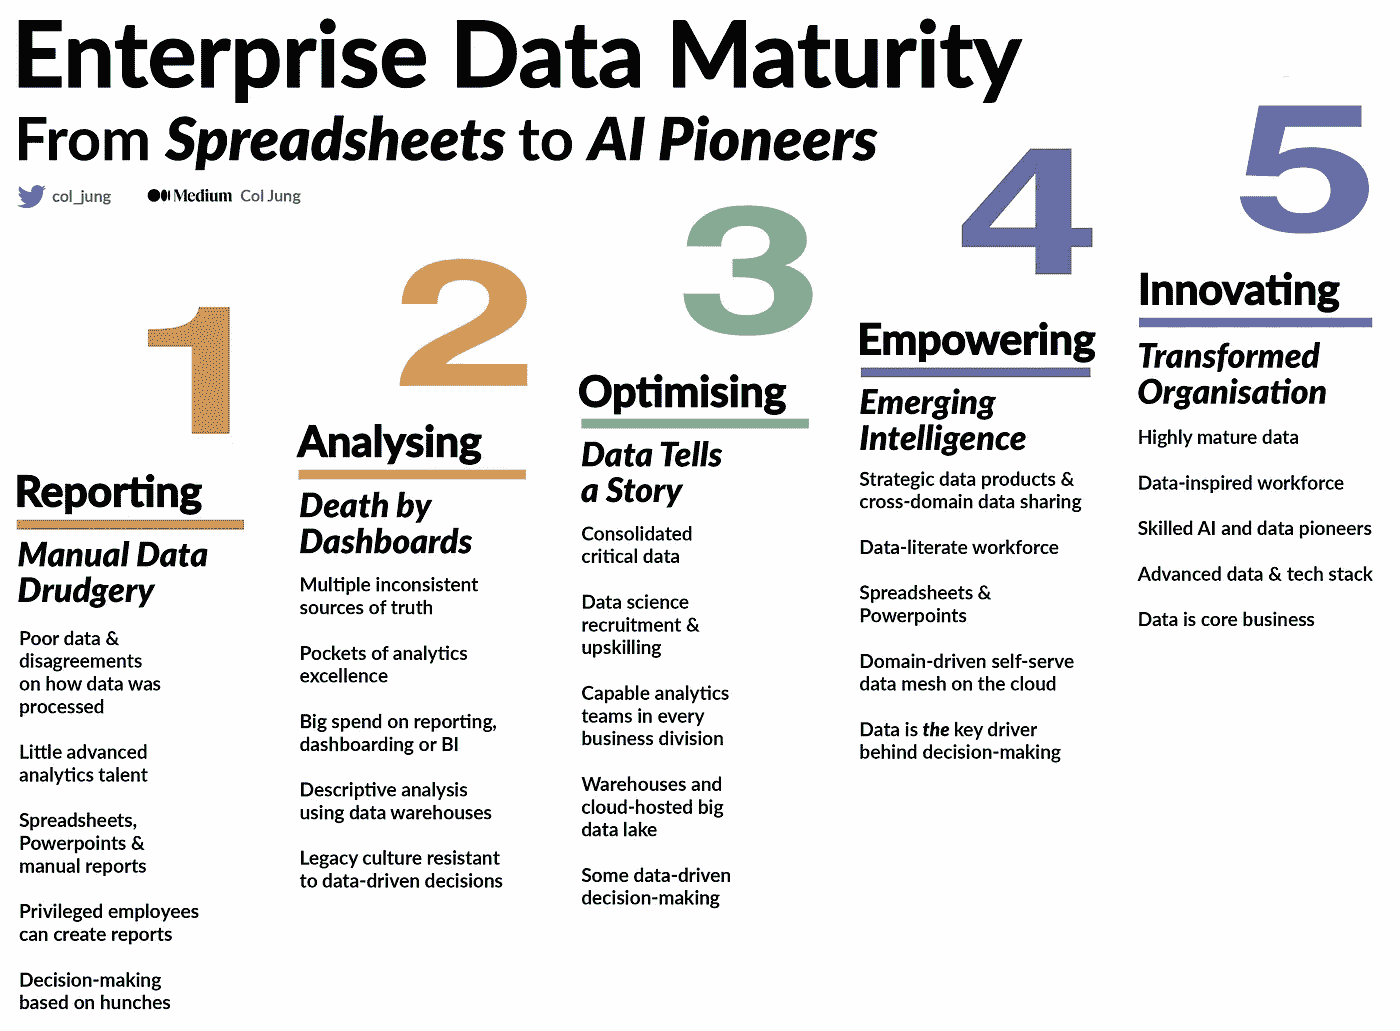 Enterprise Data Maturity
From Spreadsheets to AI Pioneers
col_jung
Medium Col Jung
1
Reporting
Manual Data
Drudgery
Poor data &
disagreements
on how data was
processed
Little advanced
analytics talent
Spreadsheets,
Powerpoints &
manual reports
Privileged employees
can create reports
Decision-making
based on hunches
2
Analysing
Death by
Dashboards
Multiple inconsistent
sources of truth
Pockets of analytics
excellence
Big spend on reporting,
dashboarding or BI
Descriptive analysis
using data warehouses
Legacy culture resistant
to data-driven decisions
3
Optimising
Data Tells
a Story
Consolidated
critical data
Data science
recruitment &
upskilling
Capable analytics
teams in every
business division
Warehouses and
cloud-hosted big
data lake
Some data-driven
decision-making
4
Empowering
Emerging
Intelligence
Strategic data products &
cross-domain data sharing
Data-literate workforce
Spreadsheets &
Powerpoints
Domain-driven self-serve
data mesh on the cloud
Data is the key driver
behind decision-making
5
Innovating
Transformed
Organisation
Highly mature data
Data-inspired workforce
Skilled AI and data pioneers
Advanced data & tech stack
Data is core business